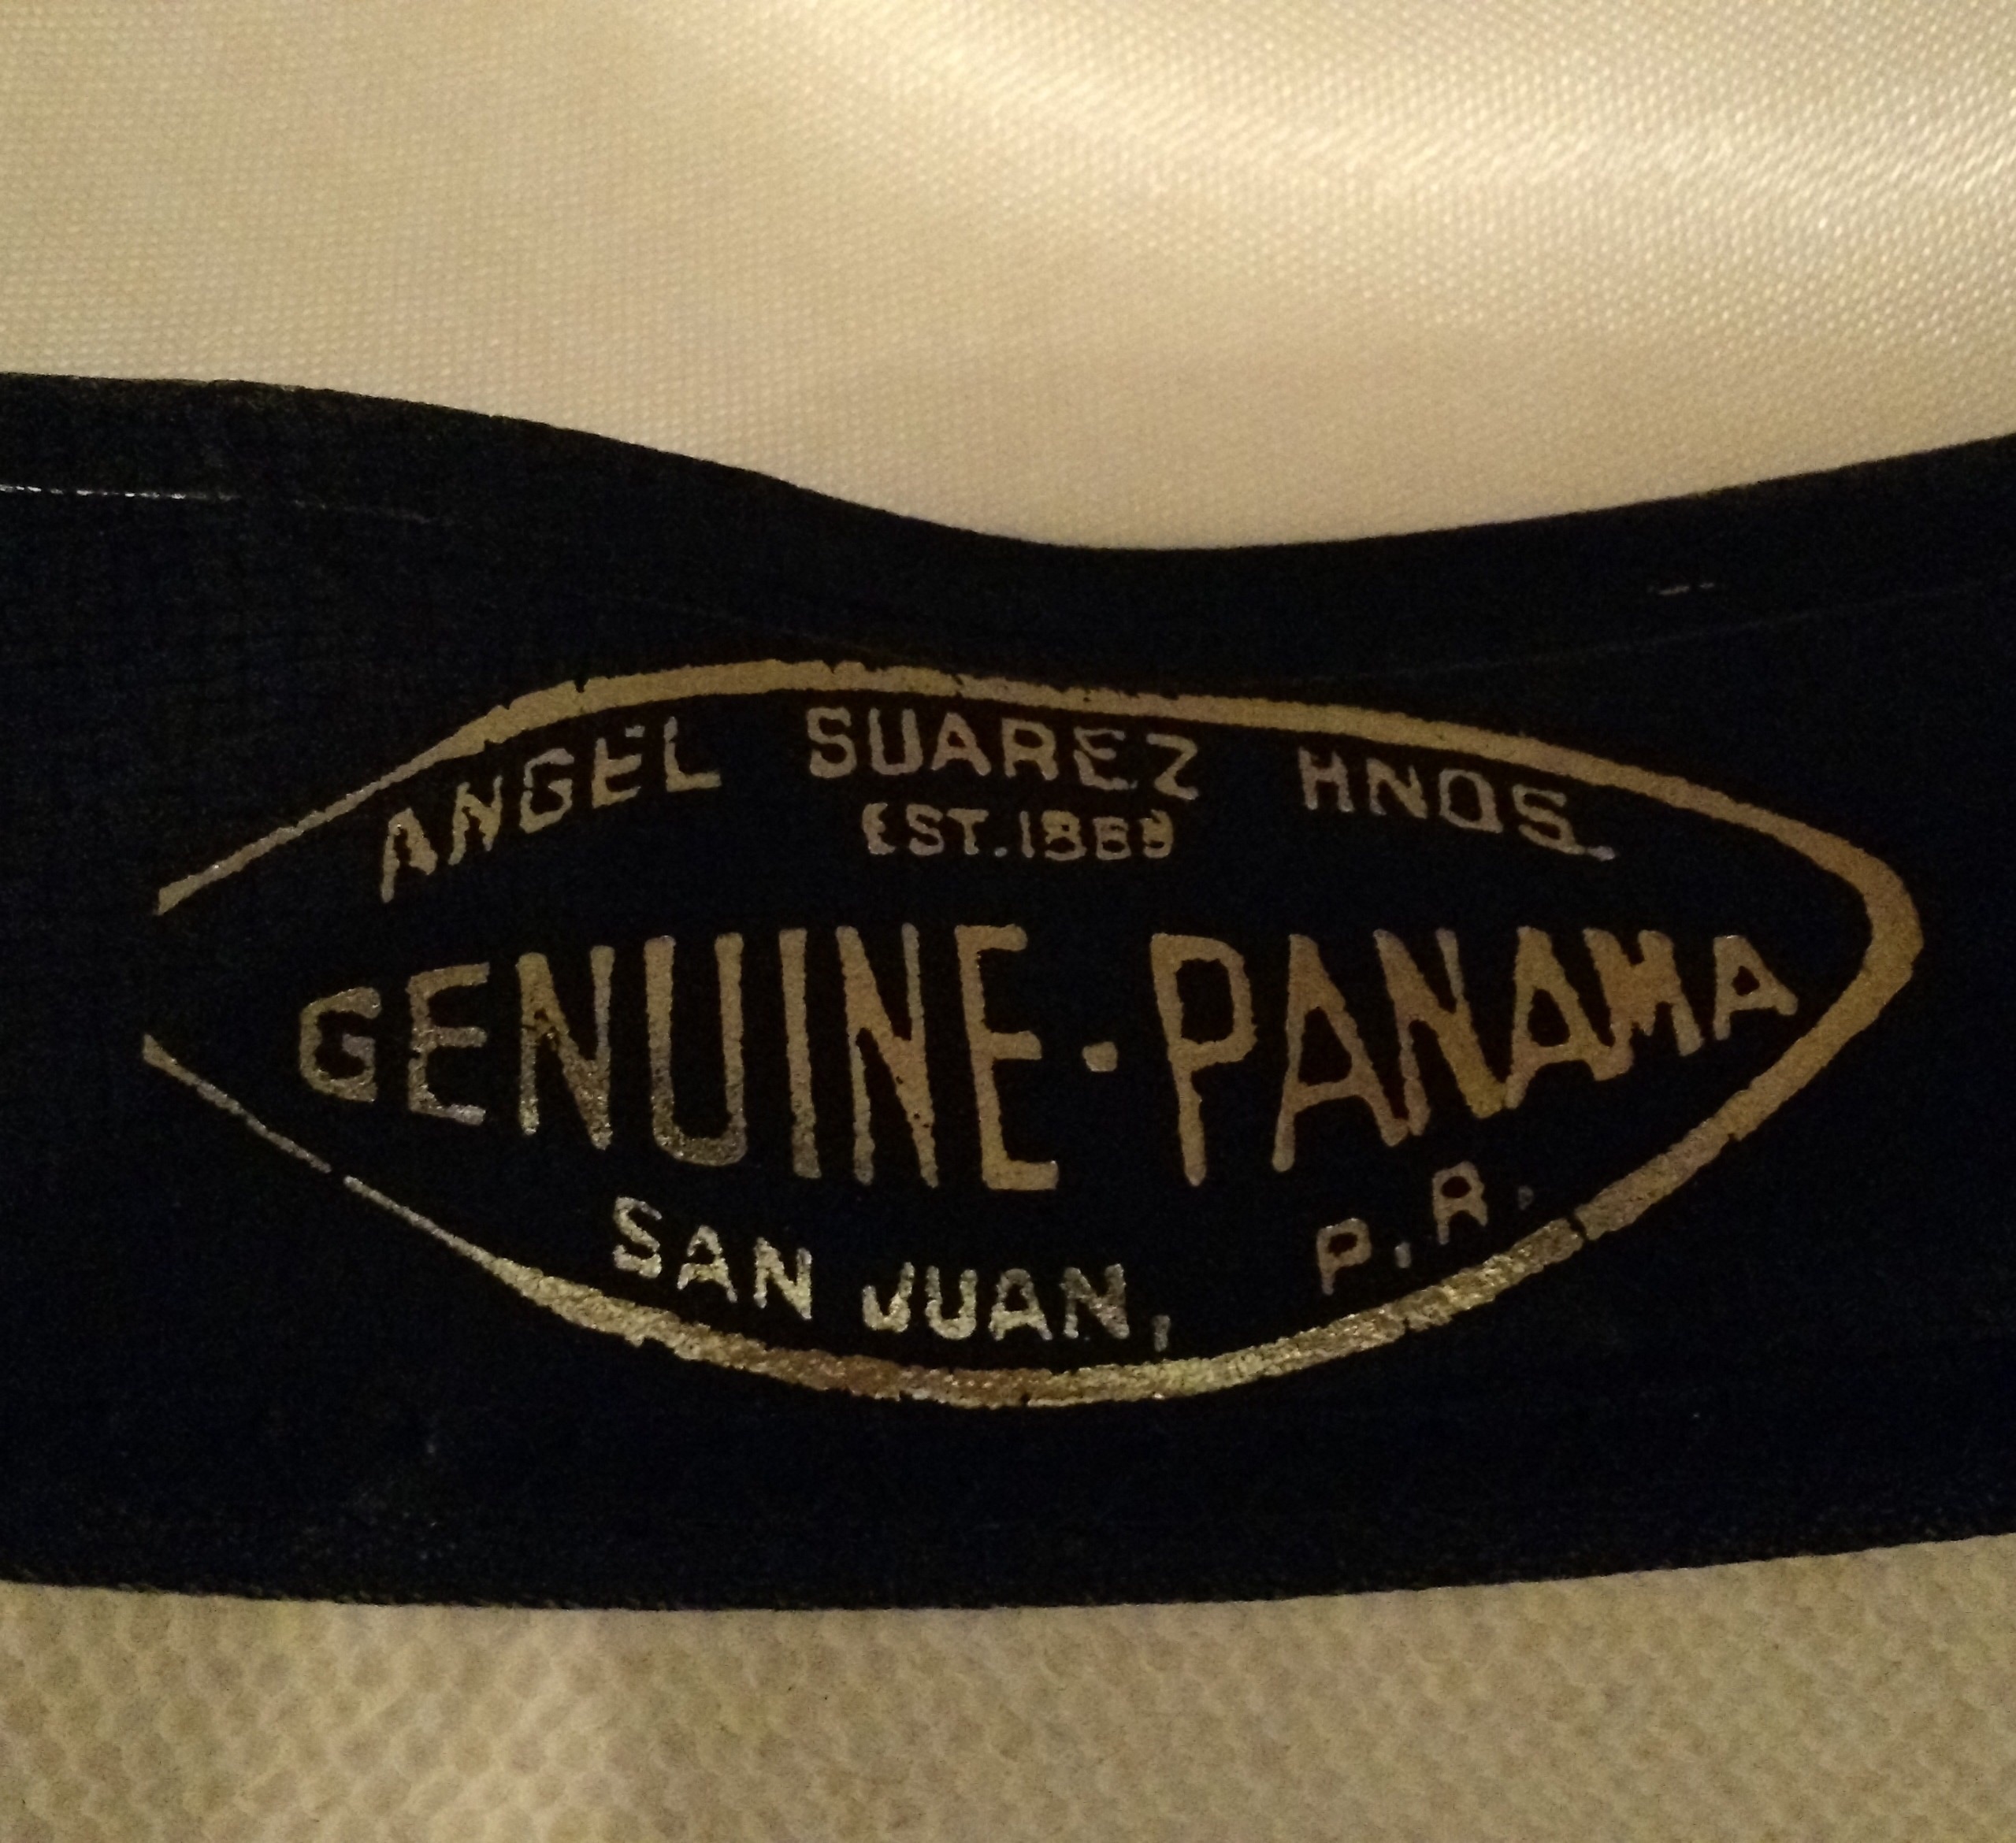 ANGEL SUAREZ HNOS.
EST. 1869
GENUINE-PANAMA
SAN JUAN, P.R.